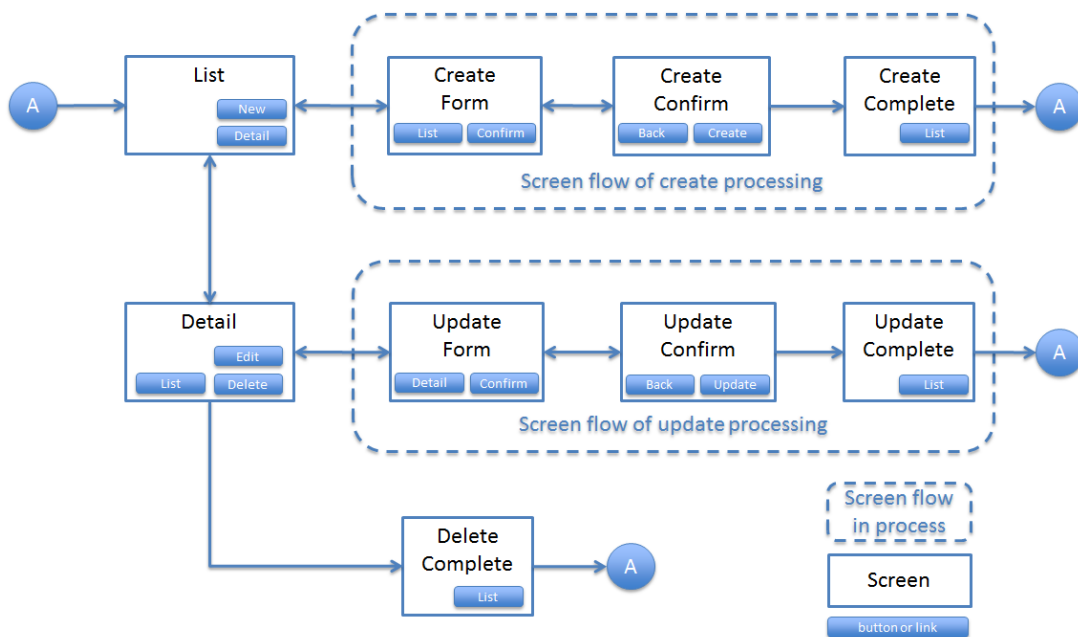 A
List
New
Detail
Create
Form
List
Confirm
Create
Confirm
Back
Create
Create
Complete
List
A
Screen flow of create processing
Detail
Edit
List
Delete
Update
Form
Detail
Confirm
Update
Confirm
Back
Update
Update
Complete
List
A
Screen flow of update processing
Delete
Complete
List
A
Screen flow
in process
Screen
button or link